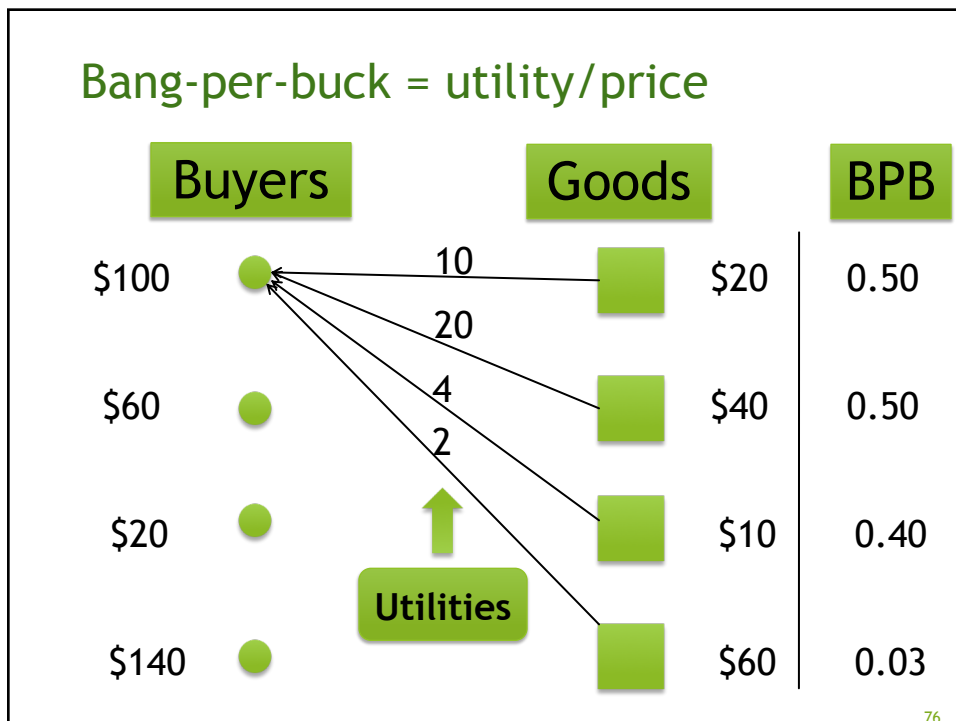 Bang-per-buck = utility/price
Buyers Goods BPB
$100 10 $20 0.50
20
$60 4 $40 0.50
2
$20 $10 0.40
Utilities
$140 $60 0.03
76